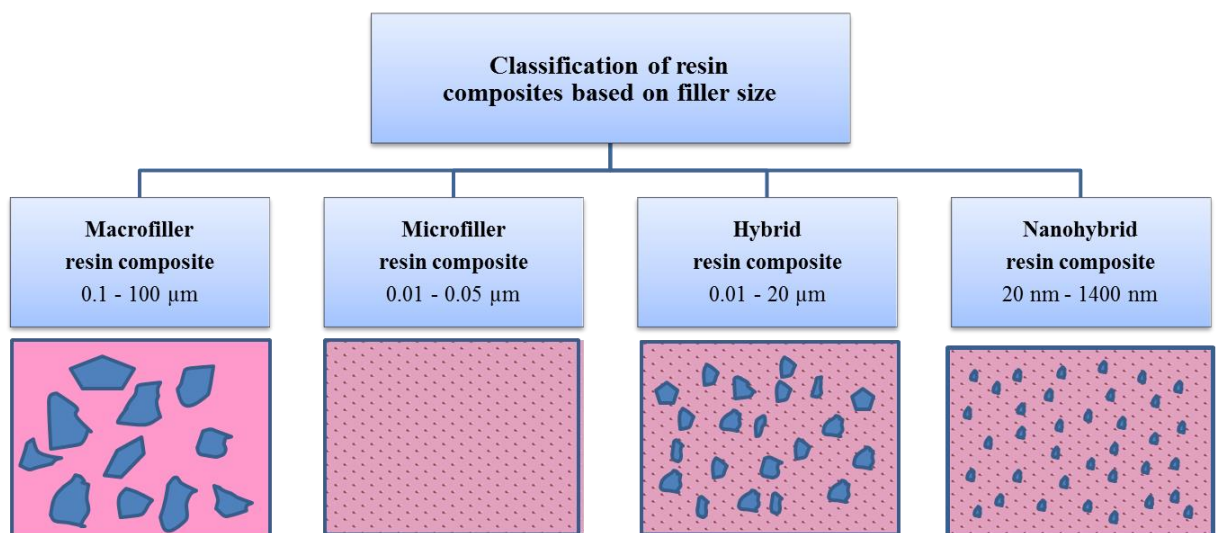 Classification of resin
composites based on filler size
Macrofiller
resin composite
0.1 - 100 µm
Microfiller
resin composite
0.01 - 0.05 µm
Hybrid
resin composite
0.01 - 20 µm
Nanohybrid
resin composite
20 nm - 1400 nm